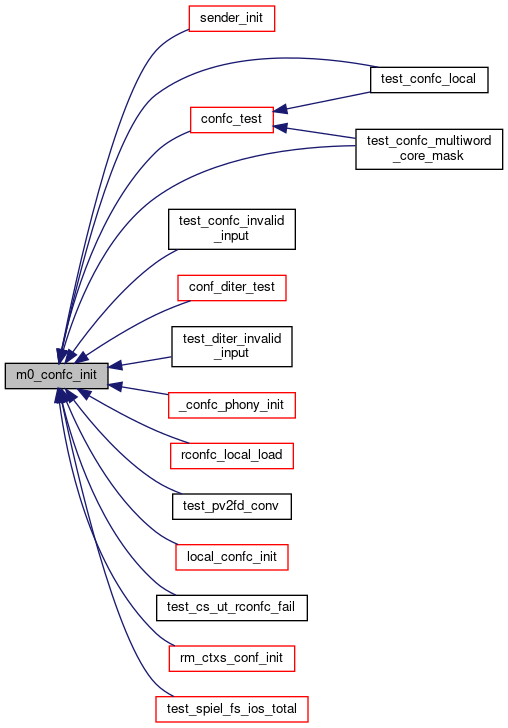 sender_init
test_confc_local
confc_test
test_confc_multiword
_core_mask
test_confc_invalid
_input
conf_diter_test
test_diter_invalid
_input
m0_confc_init
_confc_phony_init
rconfc_local_load
test_pv2fd_conv
local_confc_init
test_cs_ut_rconfc_fail
rm_ctxs_conf_init
test_spiel_fs_ios_total